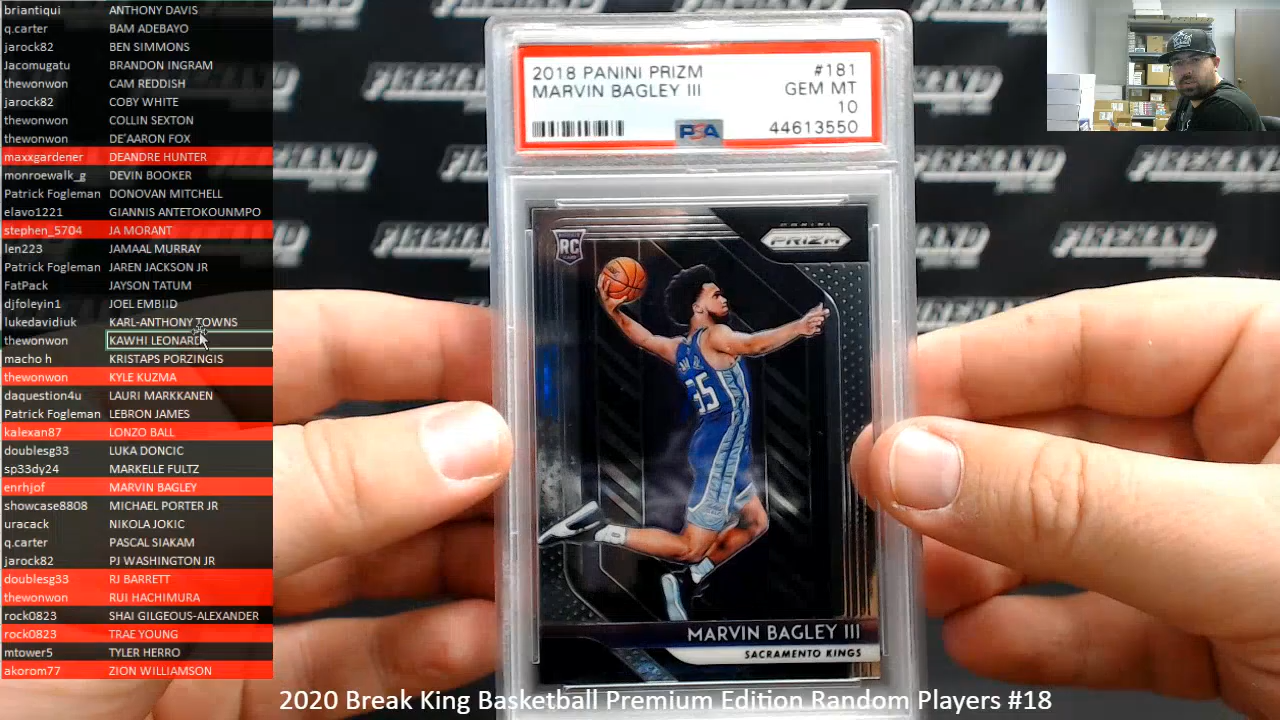 briantiqui ANTHONY DAVIS
q.carter BAM ADEBAYO
jarock82 BEN SIMMONS
Jacomugatu BRANDON INGRAM
thewonwon CAM REDDISH
jarock82 COBY WHITE
thewonwon COLLIN SEXTON
thewonwon DE'AARON FOX
maxxgardener DEANDRE HUNTER
monroewalk_g DEVIN BOOKER
Patrick Fogleman DONOVAN MITCHELL
elavo1221 GIANNIS ANTETOKOUNMPO
stephen_5704 JA MORANT
len223 JAMAAL MURRAY
Patrick Fogleman JAREN JACKSON JR
FatPack JAYSON TATUM
djfoleyin1 JOEL EMBIID
lukedavidiuk KARL-ANTHONY TOWNS
thewonwon KAWHI LEONARD
macho h KRISTAPS PORZINGIS
thewonwon KYLE KUZMA
daquestion4u LAURI MARKKANEN
Patrick Fogleman LEBRON JAMES
kalexan87 LONZO BALL
doublesg33 LUKA DONCIC
sp33dy24 MARKELLE FULTZ
enrhjof MARVIN BAGLEY
showcase8808 MICHAEL PORTER JR
uracack NIKOLA JOKIC
q.carter PASCAL SIAKAM
jarock82 PJ WASHINGTON JR
doublesg33 RJ BARRETT
thewonwon RUI HACHIMURA
rock0823 SHAI GILGEOUS-ALEXANDER
rock0823 TRAE YOUNG
mtower5 TYLER HERRO
akorom77 ZION WILLIAMSON
2018 PANINI PRIZM #181
MARVIN BAGLEY III GEM MT
10
PSA 44613550
RC
PANINI
PRIZM
35
MARVIN BAGLEY III
SACRAMENTO KINGS
FIREHAND
2020 Break King Basketball Premium Edition Random Players #18